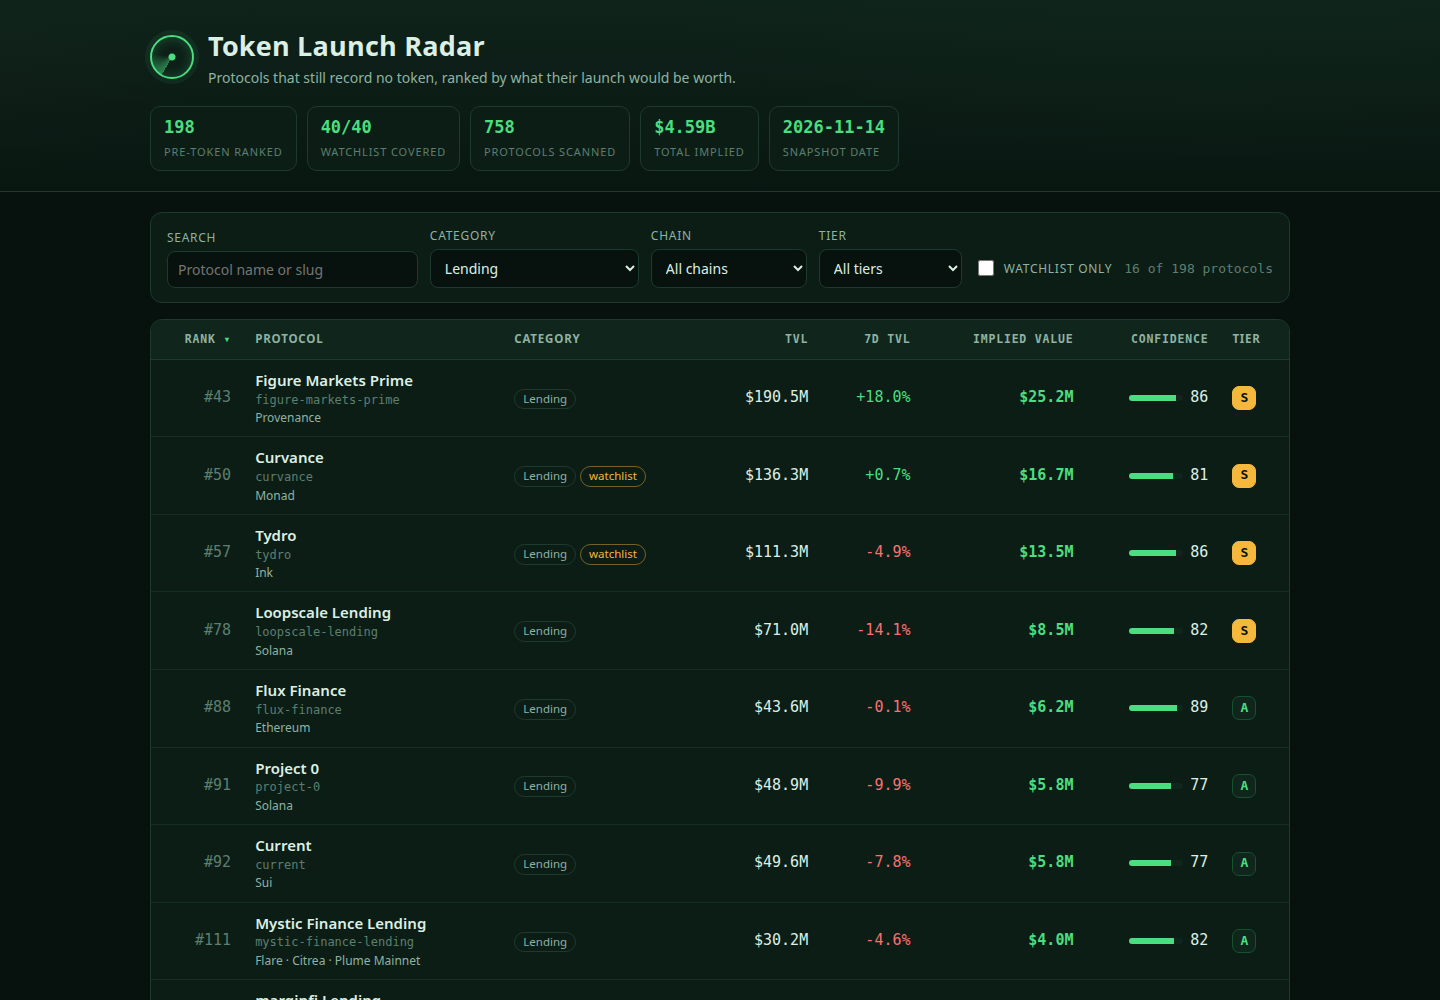 Token Launch Radar
Protocols that still record no token, ranked by what their launch would be worth.
198
PRE-TOKEN RANKED
40/40
WATCHLIST COVERED
758
PROTOCOLS SCANNED
$4.59B
TOTAL IMPLIED
2026-11-14
SNAPSHOT DATE
SEARCH
Protocol name or slug
CATEGORY
Lending
CHAIN
All chains
TIER
All tiers
WATCHLIST ONLY
16 of 198 protocols
RANK ▼ PROTOCOL CATEGORY TVL 7D TVL IMPLIED VALUE CONFIDENCE TIER
#43 Figure Markets Prime Lending $190.5M +18.0% $25.2M 86 S
figure-markets-prime
Provenance
#50 Curvance Lending watchlist $136.3M +0.7% $16.7M 81 S
curvance
Monad
#57 Tydro Lending watchlist $111.3M -4.9% $13.5M 86 S
tydro
Ink
#78 Loopscale Lending Lending $71.0M -14.1% $8.5M 82 S
loopscale-lending
Solana
#88 Flux Finance Lending $43.6M -0.1% $6.2M 89 A
flux-finance
Ethereum
#91 Project 0 Lending $48.9M -9.9% $5.8M 77 A
project-0
Solana
#92 Current Lending $49.6M -7.8% $5.8M 77 A
current
Sui
#111 Mystic Finance Lending Lending $30.2M -4.6% $4.0M 82 A
mystic-finance-lending
Flare · Citrea · Plume Mainnet
marginfi Lending